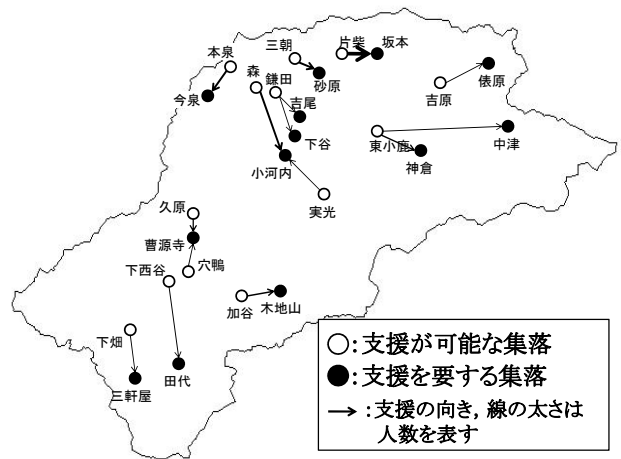 本泉
三朝
片柴
坂本
森
鎌田
砂原
俵原
今泉
吉尾
吉原
下谷
東小鹿
中津
小河内
神倉
実光
久原
曹源寺
下西谷
穴鴨
加谷
木地山
下畑
三軒屋
田代
○:支援が可能な集落
●:支援を要する集落
→:支援の向き,線の太さは
人数を表す